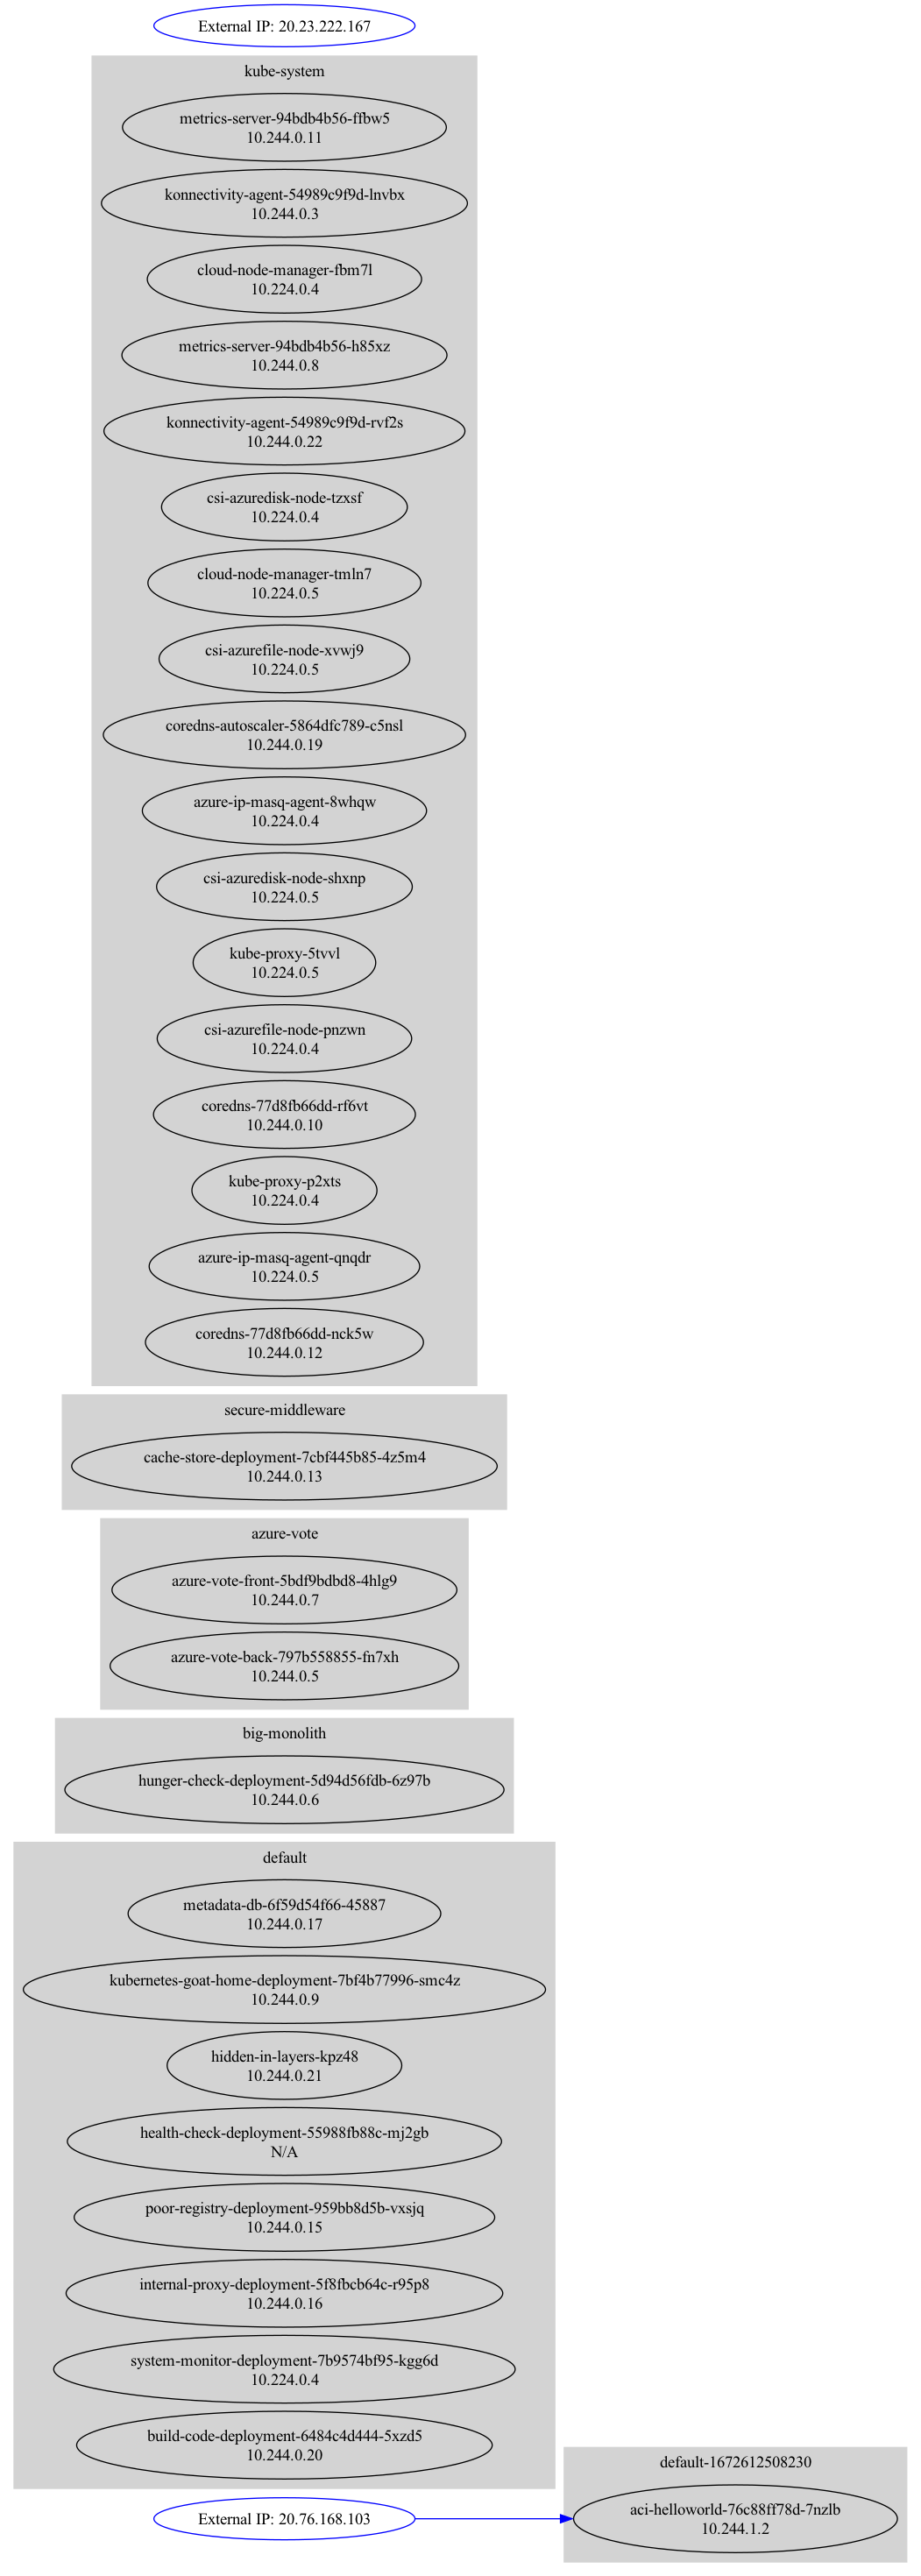 External IP: 20.23.222.167
kube-system
metrics-server-94bdb4b56-ffbw5
10.244.0.11
konnectivity-agent-54989c9f9d-lnvbx
10.244.0.3
cloud-node-manager-fbm7l
10.224.0.4
metrics-server-94bdb4b56-h85xz
10.244.0.8
konnectivity-agent-54989c9f9d-rvf2s
10.244.0.22
csi-azuredisk-node-tzxsf
10.224.0.4
cloud-node-manager-tmln7
10.224.0.5
csi-azurefile-node-xvwj9
10.224.0.5
coredns-autoscaler-5864dfc789-c5nsl
10.244.0.19
azure-ip-masq-agent-8whqw
10.224.0.4
csi-azuredisk-node-shxnp
10.224.0.5
kube-proxy-5tvvl
10.224.0.5
csi-azurefile-node-pnzwn
10.224.0.4
coredns-77d8fb66dd-rf6vt
10.244.0.10
kube-proxy-p2xts
10.224.0.4
azure-ip-masq-agent-qnqdr
10.224.0.5
coredns-77d8fb66dd-nck5w
10.244.0.12
secure-middleware
cache-store-deployment-7cbf445b85-4z5m4
10.244.0.13
azure-vote
azure-vote-front-5bdf9bdbd8-4hlg9
10.244.0.7
azure-vote-back-797b558855-fn7xh
10.244.0.5
big-monolith
hunger-check-deployment-5d94d56fdb-6z97b
10.244.0.6
default
metadata-db-6f59d54f66-45887
10.244.0.17
kubernetes-goat-home-deployment-7bf4b77996-smc4z
10.244.0.9
hidden-in-layers-kpz48
10.244.0.21
health-check-deployment-55988fb88c-mj2gb
N/A
poor-registry-deployment-959bb8d5b-vxsjq
10.244.0.15
internal-proxy-deployment-5f8fbcb64c-r95p8
10.244.0.16
system-monitor-deployment-7b9574bf95-kgg6d
10.224.0.4
build-code-deployment-6484c4d444-5xzd5
10.244.0.20
External IP: 20.76.168.103
default-1672612508230
aci-helloworld-76c88ff78d-7nzlb
10.244.1.2